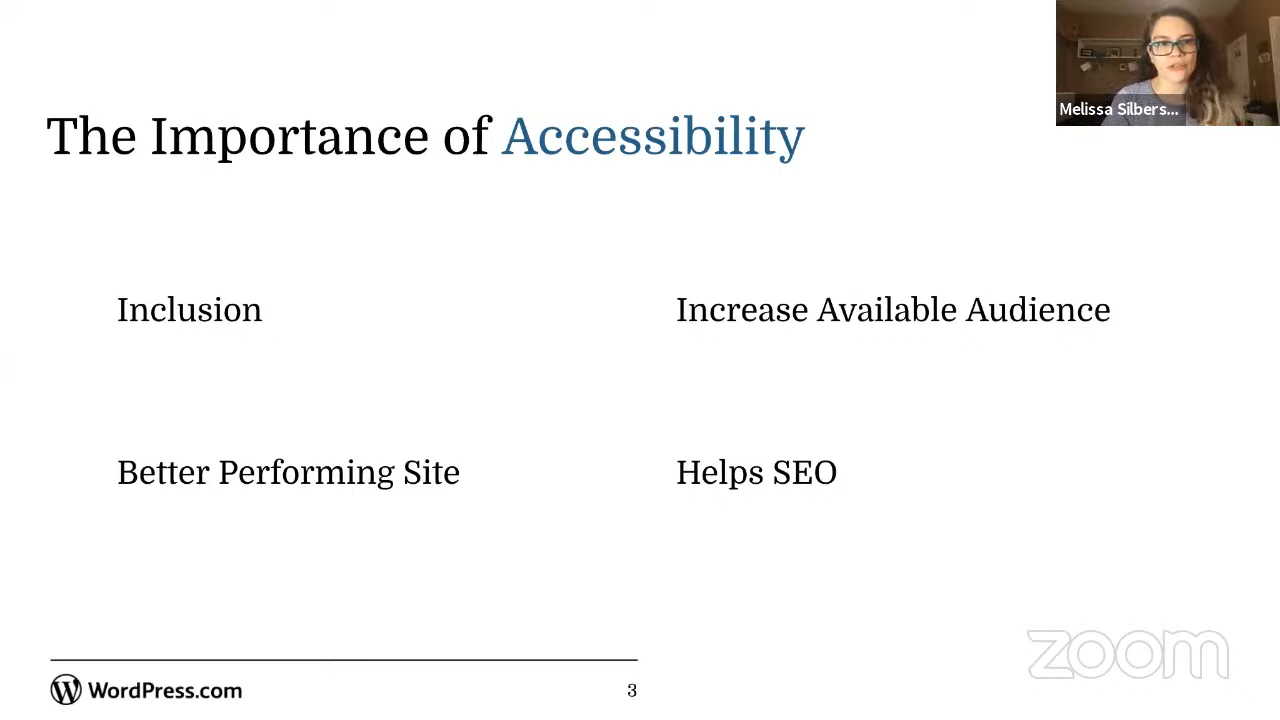 Melissa Silbers...
The Importance of Accessibility
Inclusion
Increase Available Audience
Better Performing Site
Helps SEO
zoom
WordPress.com
3